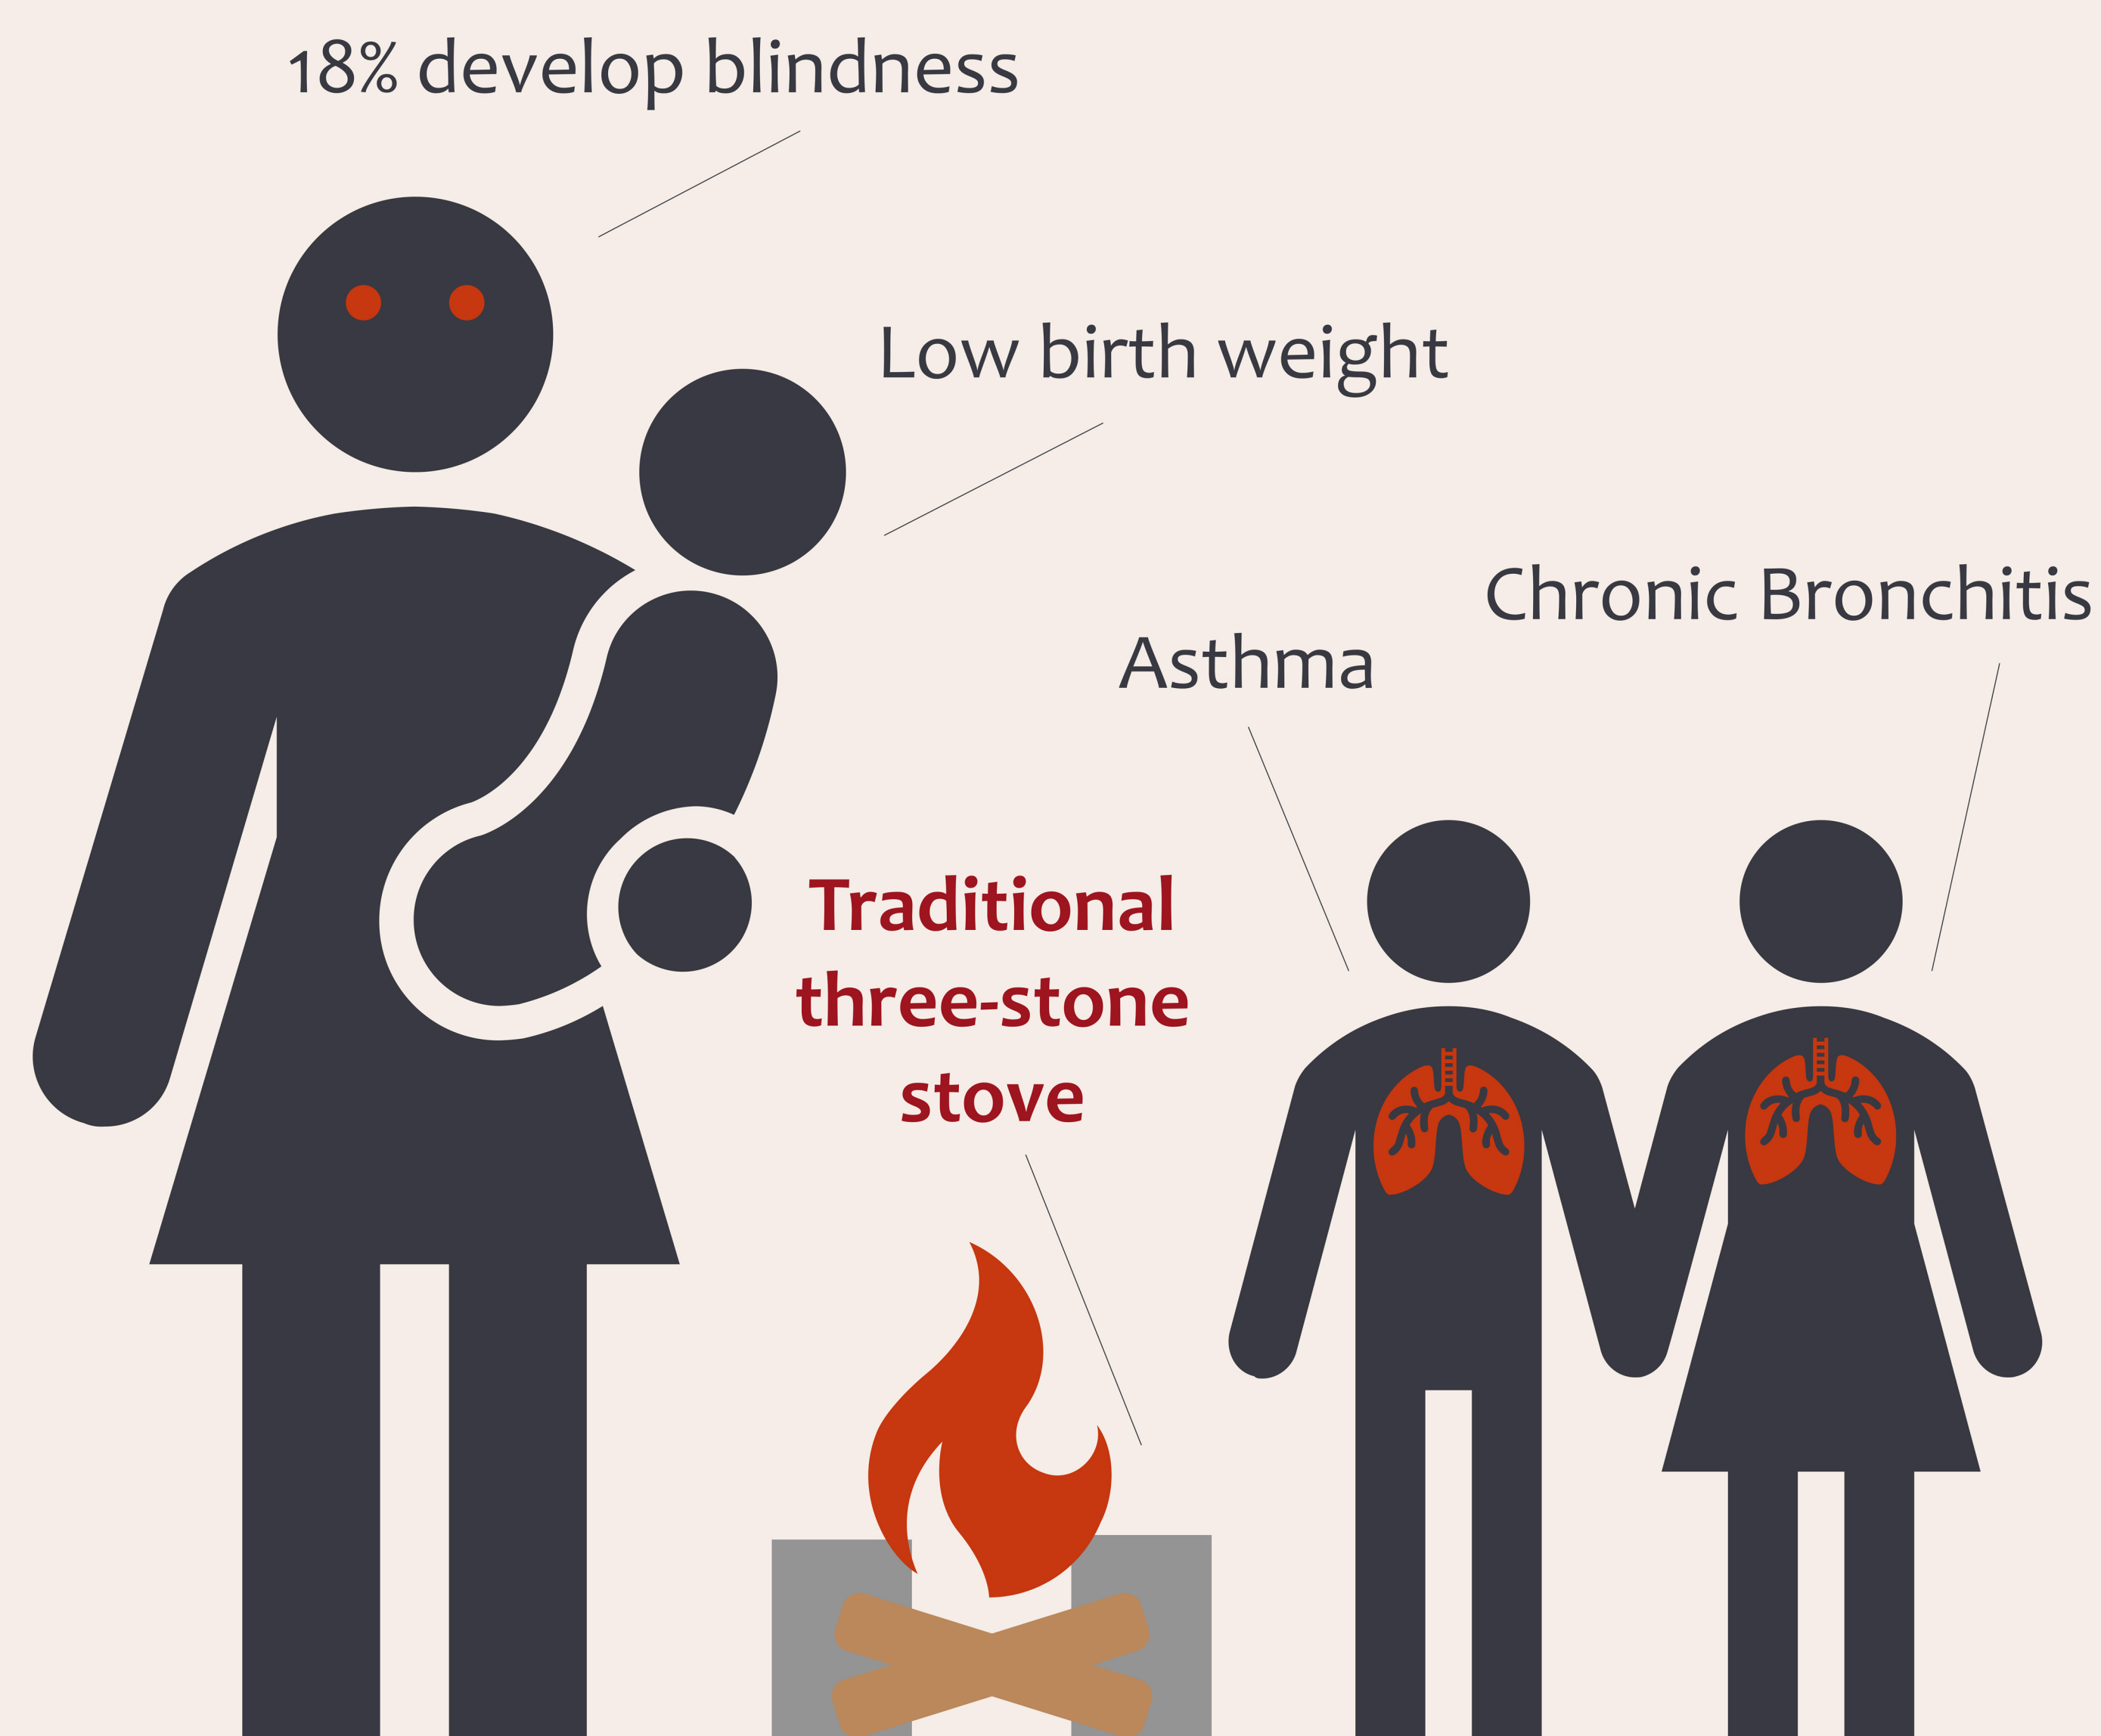 18% develop blindness
Low birth weight
Chronic Bronchitis
Asthma
Traditional
three-stone
stove